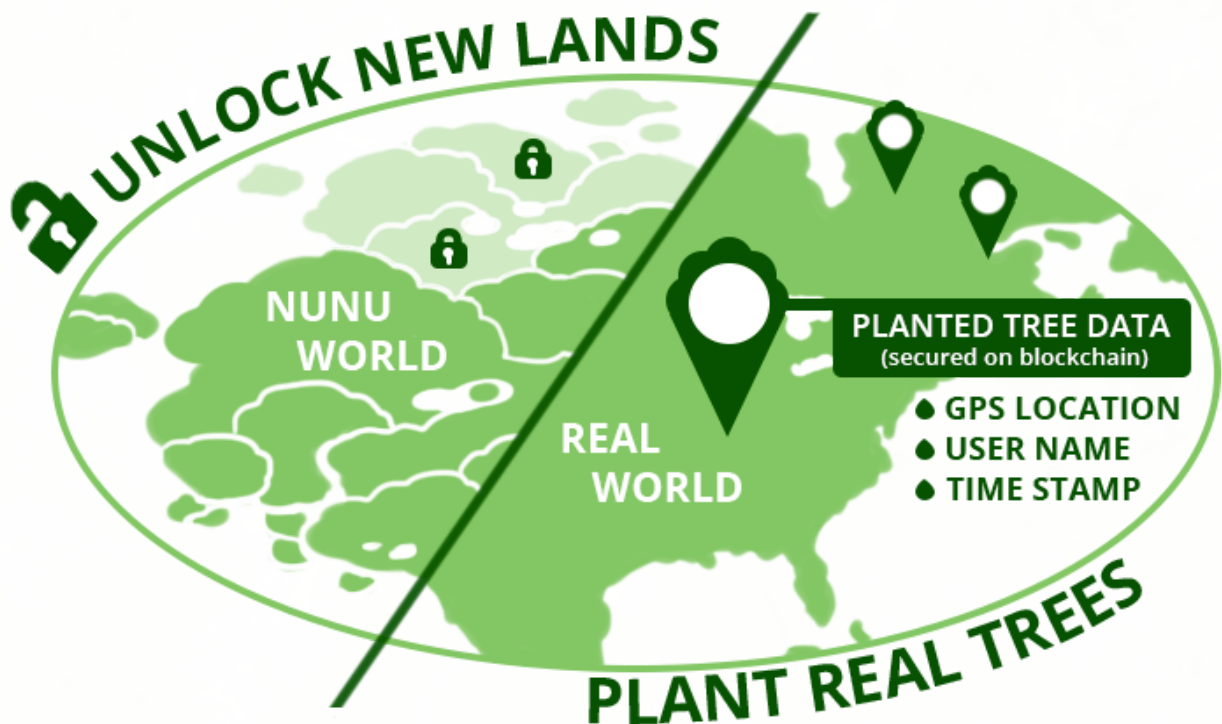 UNLOCK NEW LANDS
NUNU
WORLD
REAL
WORLD
PLANTED TREE DATA
(secured on blockchain)
GPS LOCATION
USER NAME
TIME STAMP
PLANT REAL TREES